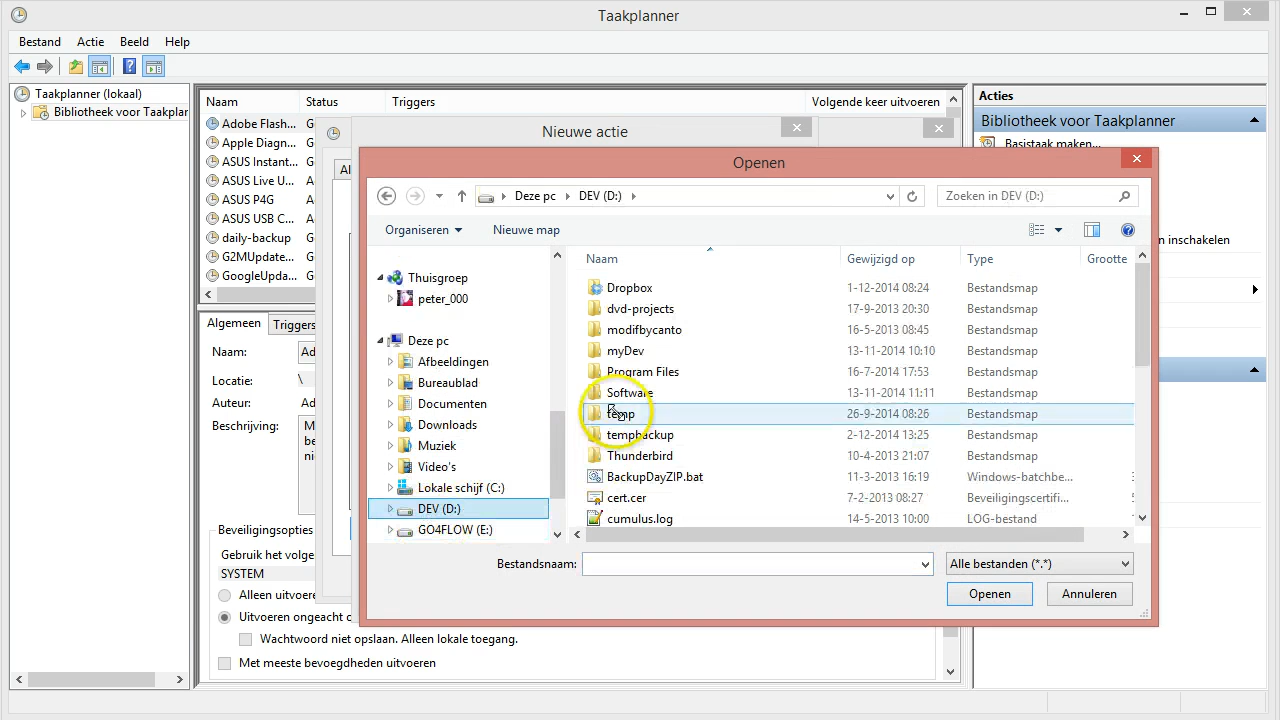 Taakplanner
Bestand Actie Beeld Help
Taakplanner (lokaal)
Bibliotheek voor Taakplar
Naam Status Triggers Volgende keer uitvoeren
Adobe Flash... G
Apple Diagn...
ASUS Instant...
ASUS Live U...
ASUS P4G G
ASUS USB C...
daily-backup G
G2MUpdate... G
GoogleUpda... G
Algemeen Triggers
Naam: Ad
Locatie: \
Auteur: Ad
Beschrijving: M
be
ni
Beveiligingsopties
Gebruik het volge
SYSTEM
Alleen uitvoere
Uitvoeren ongeacht o
Wachtwoord niet opslaan. Alleen lokale toegang.
Met meeste bevoegdheden uitvoeren
Nieuwe actie
Al
Openen
Deze pc DEV (D:)
Zoeken in DEV (D:)
Organiseren Nieuwe map
Thuisgroep
peter_000
Deze pc
Afbeeldingen
Bureaublad
Documenten
Downloads
Muziek
Video's
Lokale schijf (C:)
DEV (D:)
GO4FLOW (E:)
Naam Gewijzigd op Type Grootte
Dropbox 1-12-2014 08:24 Bestandsmap
dvd-projects 17-9-2013 20:30 Bestandsmap
modifbycanto 16-5-2013 08:45 Bestandsmap
myDev 13-11-2014 10:10 Bestandsmap
Program Files 16-7-2014 17:53 Bestandsmap
Software 13-11-2014 11:11 Bestandsmap
temp 26-9-2014 08:26 Bestandsmap
tempbackup 2-12-2014 13:25 Bestandsmap
Thunderbird 10-4-2013 21:07 Bestandsmap
BackupDayZIP.bat 11-3-2013 16:19 Windows-batchbe...
cert.cer 7-2-2013 08:27 Beveiligingscertifi...
cumulus.log 14-5-2013 10:00 LOG-bestand
Bestandsnaam: Alle bestanden (*.*)
Openen Annuleren
Acties
Bibliotheek voor Taakplanner
Basistaak maken...
n inschakelen